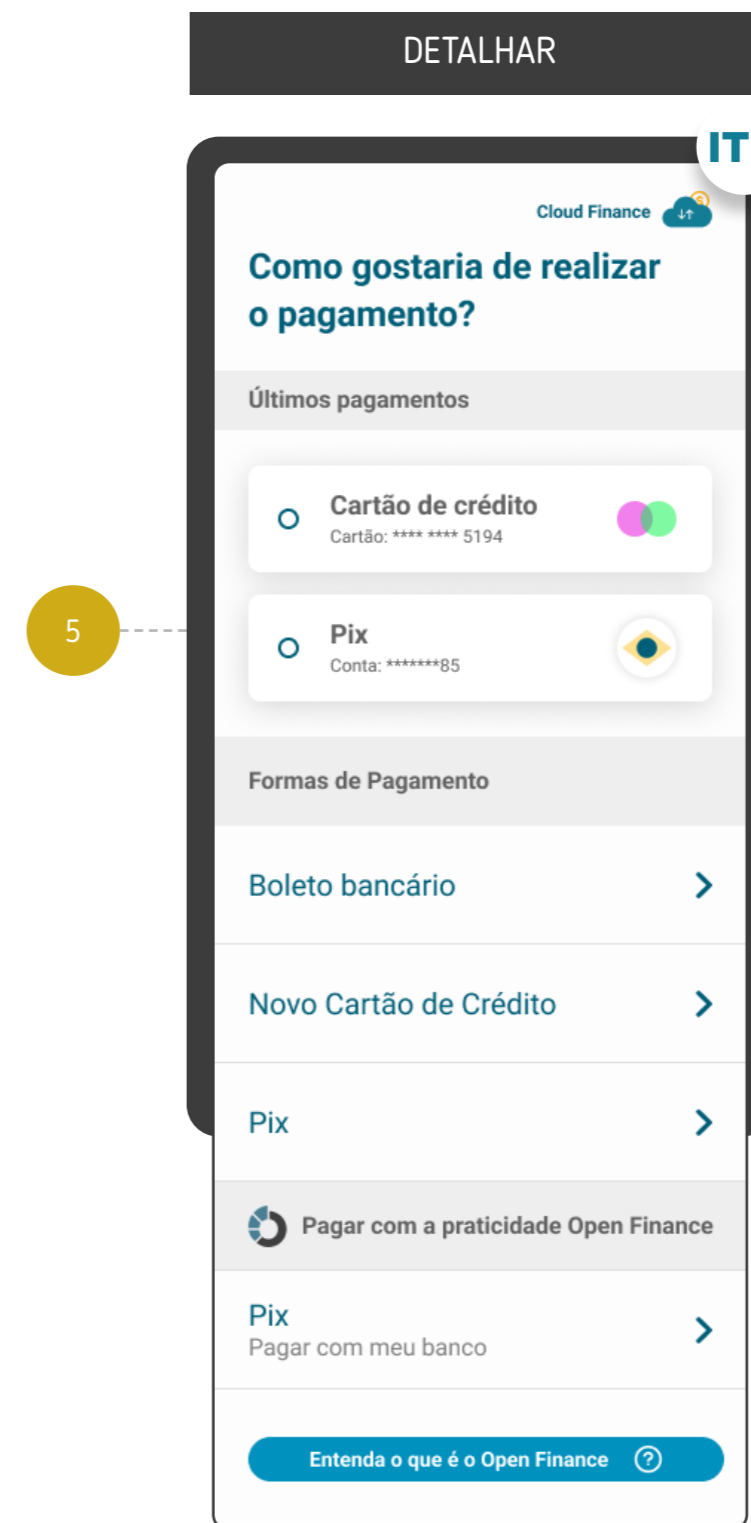 DETALHAR
IT
Cloud Finance
Como gostaria de realizar
o pagamento?
Últimos pagamentos
Cartão de crédito
Cartão: **** **** 5194
5
Pix
Conta: *******85
Formas de Pagamento
Boleto bancário
Novo Cartão de Crédito
Pix
Pagar com a praticidade Open Finance
Pix
Pagar com meu banco
Entenda o que é o Open Finance ?